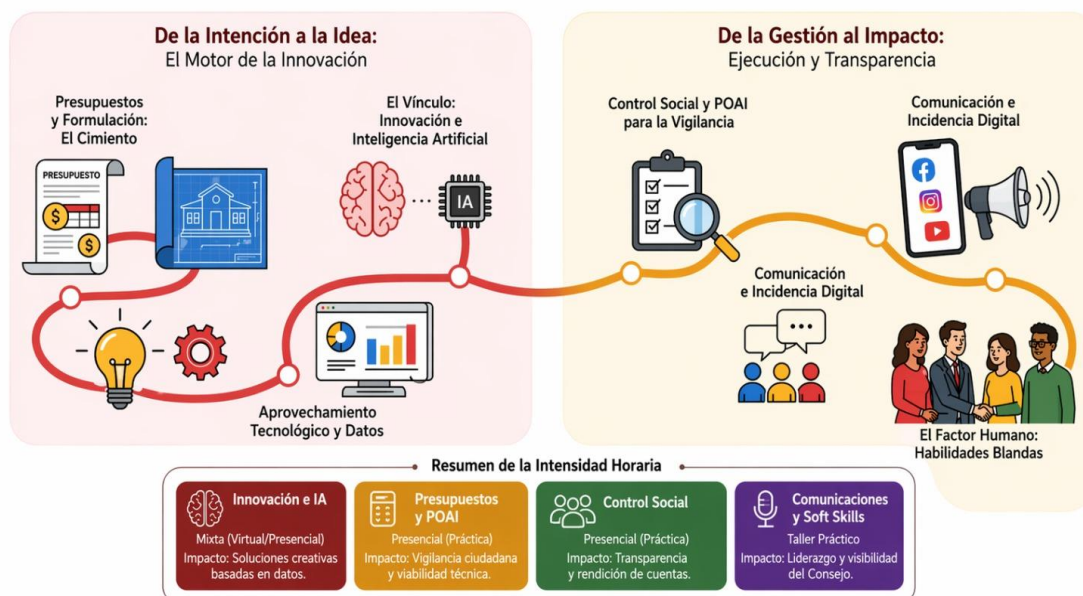 De la Intención a la Idea:
El Motor de la Innovación
Presupuestos
y Formulación:
El Cimiento
PRESUPUESTO
$
$
El Vínculo:
Innovación e
Inteligencia Artificial
IA
Aprovechamiento
Tecnológico y Datos
De la Gestión al Impacto:
Ejecución y Transparencia
Control Social y POAI
para la Vigilancia
Comunicación e
Incidencia Digital
Comunicación
e Incidencia Digital
El Factor Humano:
Habilidades Blandas
Resumen de la Intensidad Horaria
Innovación e IA
Mixta (Virtual/Presencial)
Impacto: Soluciones creativas
basadas en datos.
Presupuestos
y POAI
Presencial (Práctica)
Impacto: Vigilancia ciudadana
y viabilidad técnica.
Control Social
Presencial (Práctica)
Impacto: Transparencia
y rendición de cuentas.
Comunicaciones
y Soft Skills
Taller Práctico
Impacto: Liderazgo y visibilidad
del Consejo.